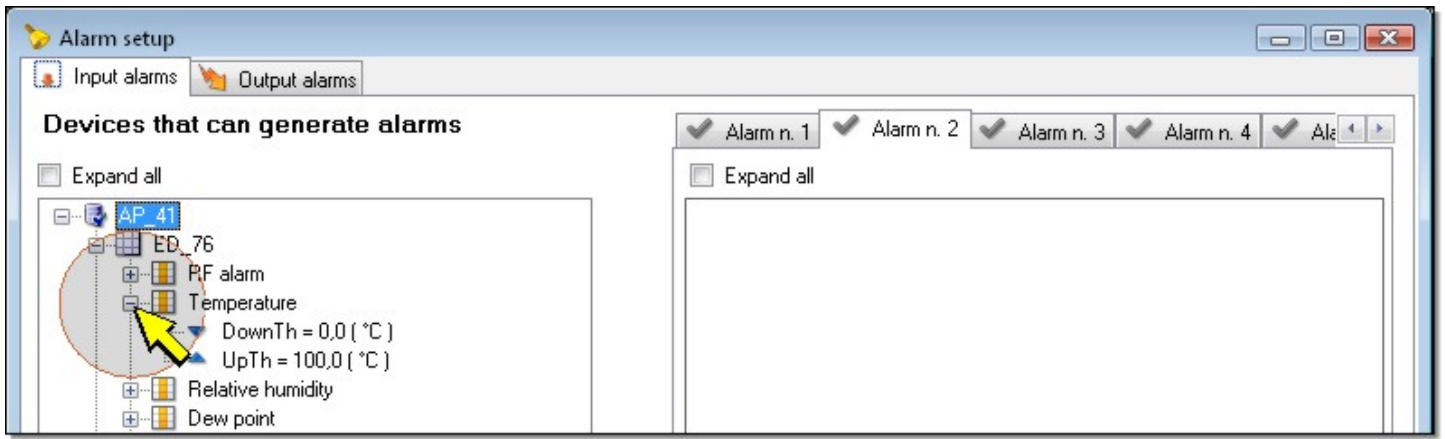 Alarm setup
Input alarms Output alarms
Devices that can generate alarms
Alarm n. 1 Alarm n. 2 Alarm n. 3 Alarm n. 4 Ala
Expand all Expand all
AP_41
ED_76
RF alarm
Temperature
DownTh = 0,0 ( °C )
UpTh = 100,0 ( °C )
Relative humidity
Dew point